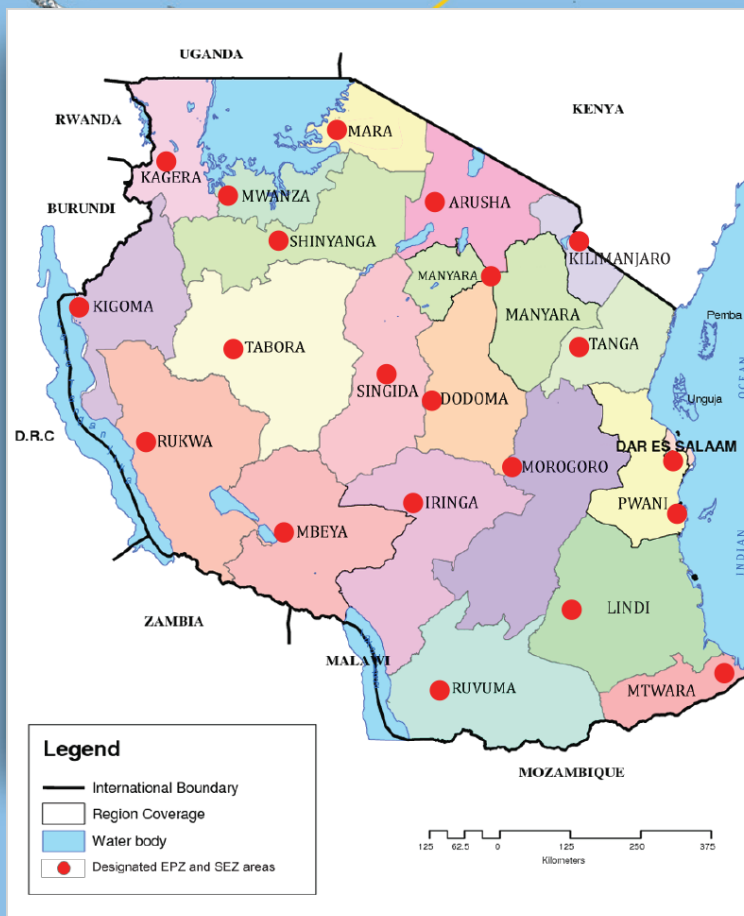 UGANDA
KENYA
RWANDA
MARA
KAGERA
MWANZA
ARUSHA
BURUNDI
SHINYANGA
KILIMANJARO
MANYARA
KIGOMA
MANYARA
Pemba
TABORA
TANGA
OCEAN
SINGIDA
DODOMA
Unguja
D.R.C
RUKWA
DAR ES SALAAM
MOROGORO
IRINGA
PWANI
MBEYA
INDIAN
LINDI
ZAMBIA
MALAWI
RUVUMA
MTWARA
MOZAMBIQUE
Legend
International Boundary
Region Coverage
Water body
Designated EPZ and SEZ areas
125 62.5 0 125 250 375
Kilometers